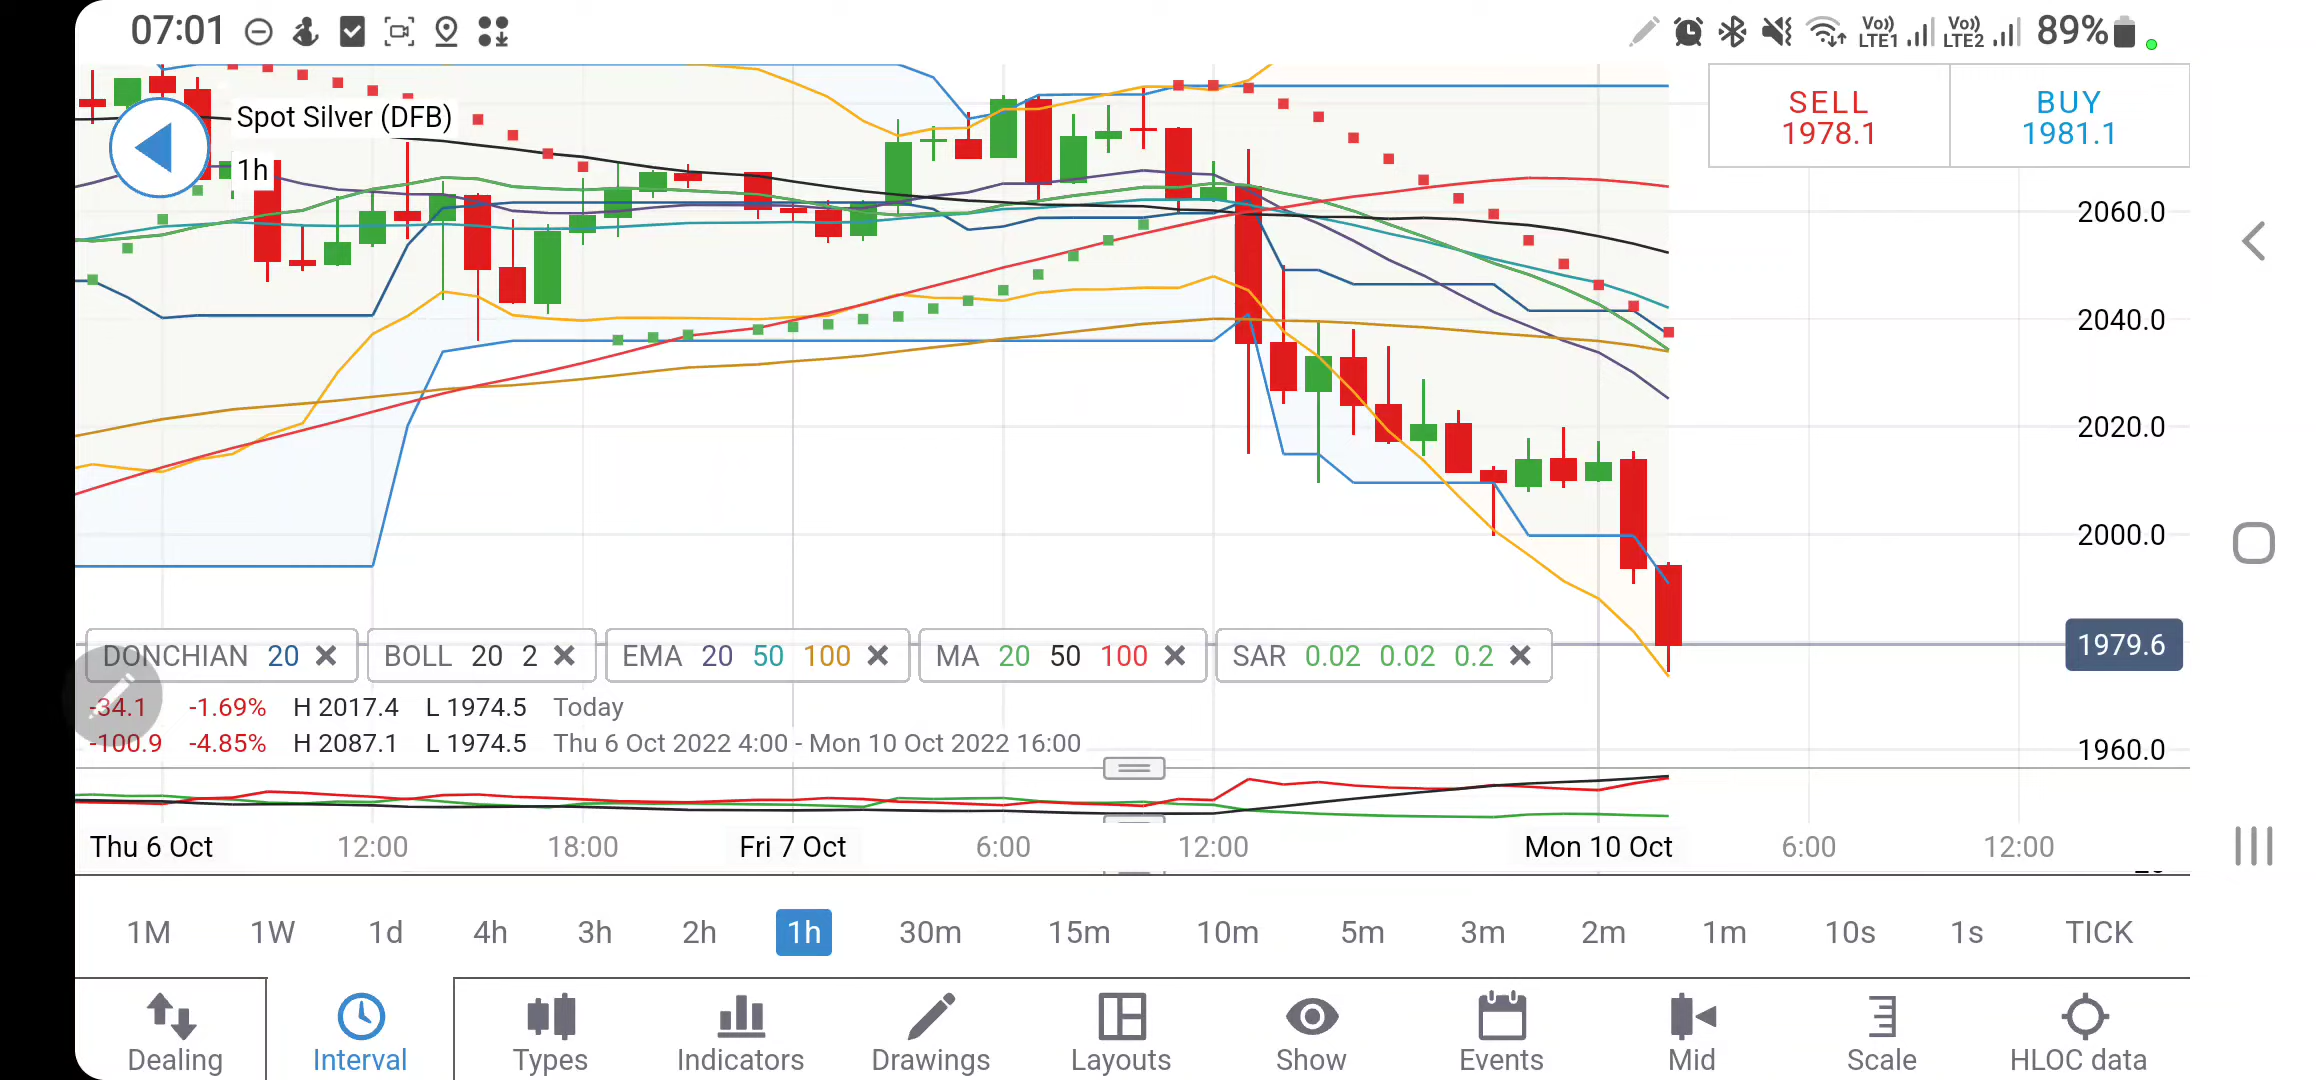 07:01
Vo)) LTE1 Vo)) LTE2 89%
Spot Silver (DFB)
1h
SELL
1978.1
BUY
1981.1
2060.0
2040.0
2020.0
2000.0
1979.6
1960.0
DONCHIAN 20
BOLL 20 2
EMA 20 50 100
MA 20 50 100
SAR 0.02 0.02 0.2
-34.1 -1.69% H 2017.4 L 1974.5 Today
-100.9 -4.85% H 2087.1 L 1974.5 Thu 6 Oct 2022 4:00 - Mon 10 Oct 2022 16:00
Thu 6 Oct 12:00 18:00 Fri 7 Oct 6:00 12:00 Mon 10 Oct 6:00 12:00
1M 1W 1d 4h 3h 2h 1h 30m 15m 10m 5m 3m 2m 1m 10s 1s TICK
Dealing Interval Types Indicators Drawings Layouts Show Events Mid Scale HLOC data